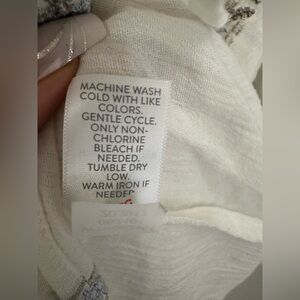 MACHINE WASH
COLD WITH LIKE
COLORS.
GENTLE CYCLE,
ONLY NON-
CHLORINE
BLEACH IF
NEEDED.
TUMBLE DRY
LOW.
WARM IRON IF
NEEDED